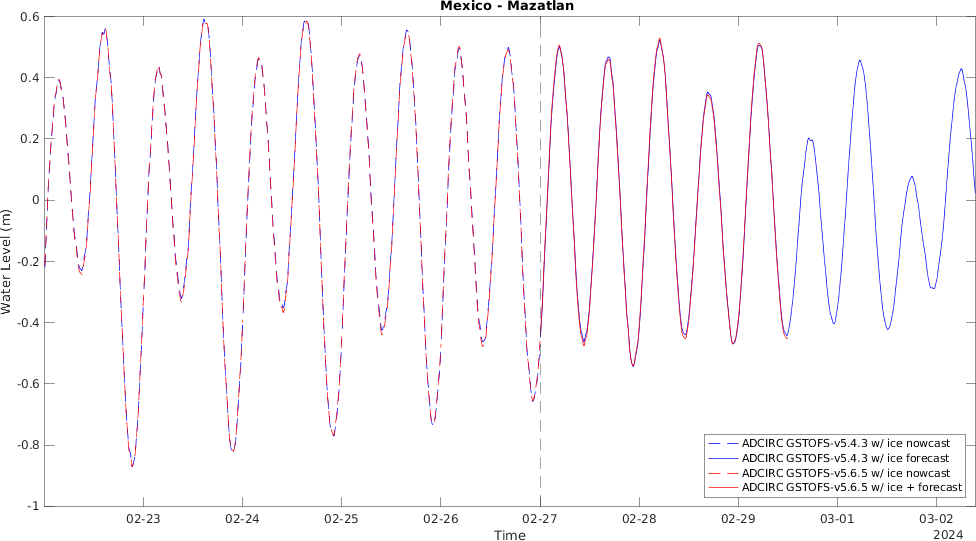 Mexico - Mazatlan
0.6
0.4
0.2
0
-0.2
-0.4
-0.6
-0.8
-1
Water Level (m)
ADCIRC GSTOFS-v5.4.3 w/ ice nowcast
ADCIRC GSTOFS-v5.4.3 w/ ice forecast
ADCIRC GSTOFS-v5.6.5 w/ ice nowcast
ADCIRC GSTOFS-v5.6.5 w/ ice + forecast
02-23 02-24 02-25 02-26 02-27 02-28 02-29 03-01 03-02
Time
2024